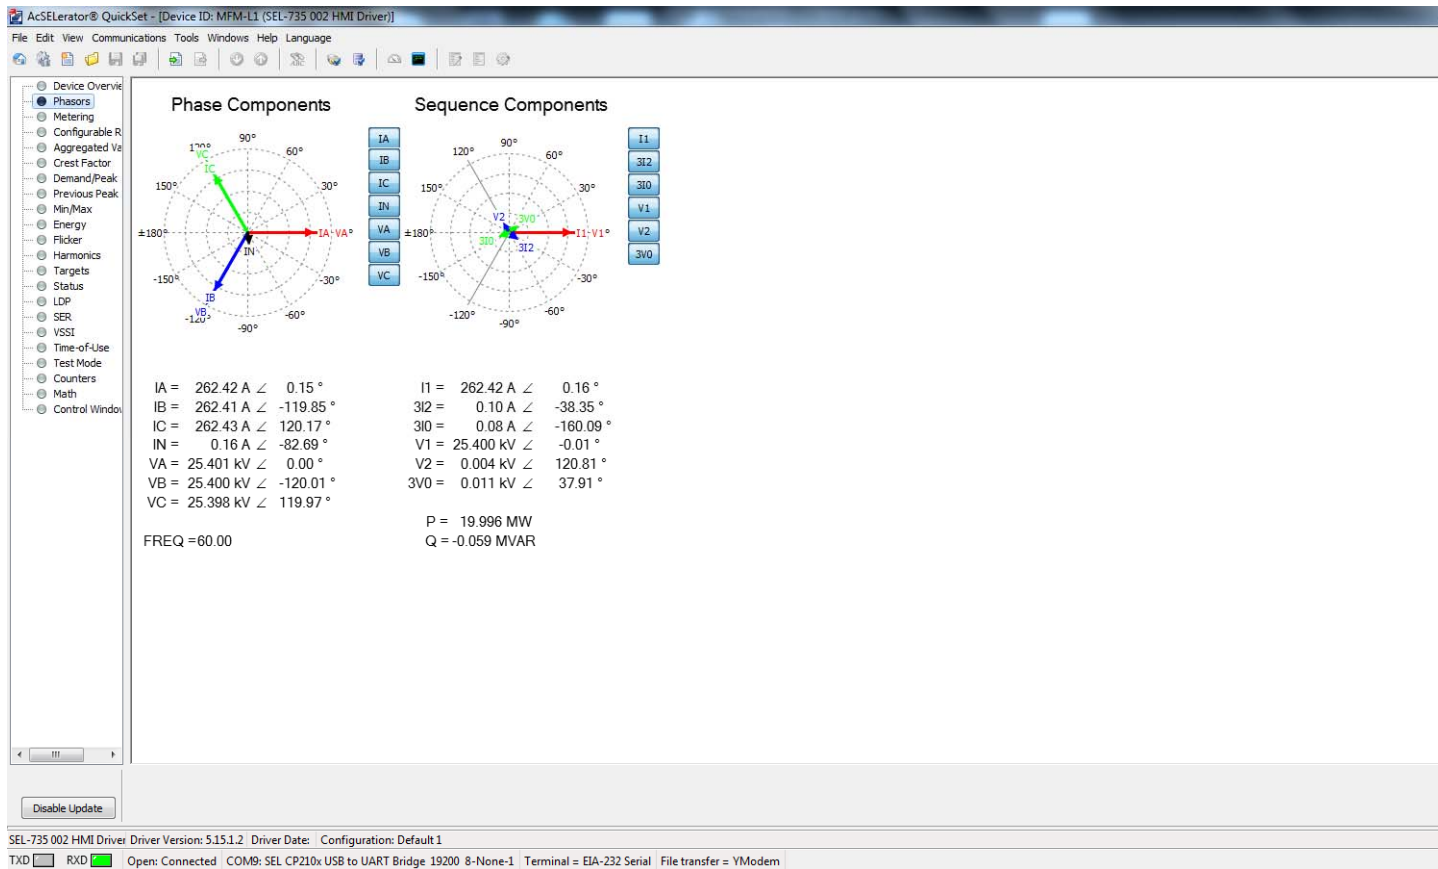 AcSELerator® QuickSet - [Device ID: MFM-L1 (SEL-735 002 HMI Driver)]
File Edit View Communications Tools Windows Help Language
Device Overvie
Phasors
Metering
Configurable R
Aggregated Va
Crest Factor
Demand/Peak
Previous Peak
Min/Max
Energy
Flicker
Harmonics
Targets
Status
LDP
SER
VSSI
Time-of-Use
Test Mode
Counters
Math
Control Window
Disable Update
Phase Components
90°
120°
60°
VC
IC
150°
30°
±180°
IA VA°
IN
-150°
-30°
IB
VB
-120°
-60°
-90°
IA
IB
IC
IN
VA
VB
VC
Sequence Components
90°
120°
60°
150°
30°
V2
3V0
±180°
I1 V1°
3I0
3I2
-150°
-30°
-120°
-60°
-90°
I1
3I2
3I0
V1
V2
3V0
IA = 262.42 A ∠ 0.15 °
IB = 262.41 A ∠ -119.85 °
IC = 262.43 A ∠ 120.17 °
IN = 0.16 A ∠ -82.69 °
VA = 25.401 kV ∠ 0.00 °
VB = 25.400 kV ∠ -120.01 °
VC = 25.398 kV ∠ 119.97 °
FREQ =60.00
I1 = 262.42 A ∠ 0.16 °
3I2 = 0.10 A ∠ -38.35 °
3I0 = 0.08 A ∠ -160.09 °
V1 = 25.400 kV ∠ -0.01 °
V2 = 0.004 kV ∠ 120.81 °
3V0 = 0.011 kV ∠ 37.91 °
P = 19.996 MW
Q = -0.059 MVAR
SEL-735 002 HMI Driver Driver Version: 5.15.1.2 Driver Date: Configuration: Default 1
TXD RXD Open: Connected COM9: SEL CP210x USB to UART Bridge 19200 8-None-1 Terminal = EIA-232 Serial File transfer = YModem